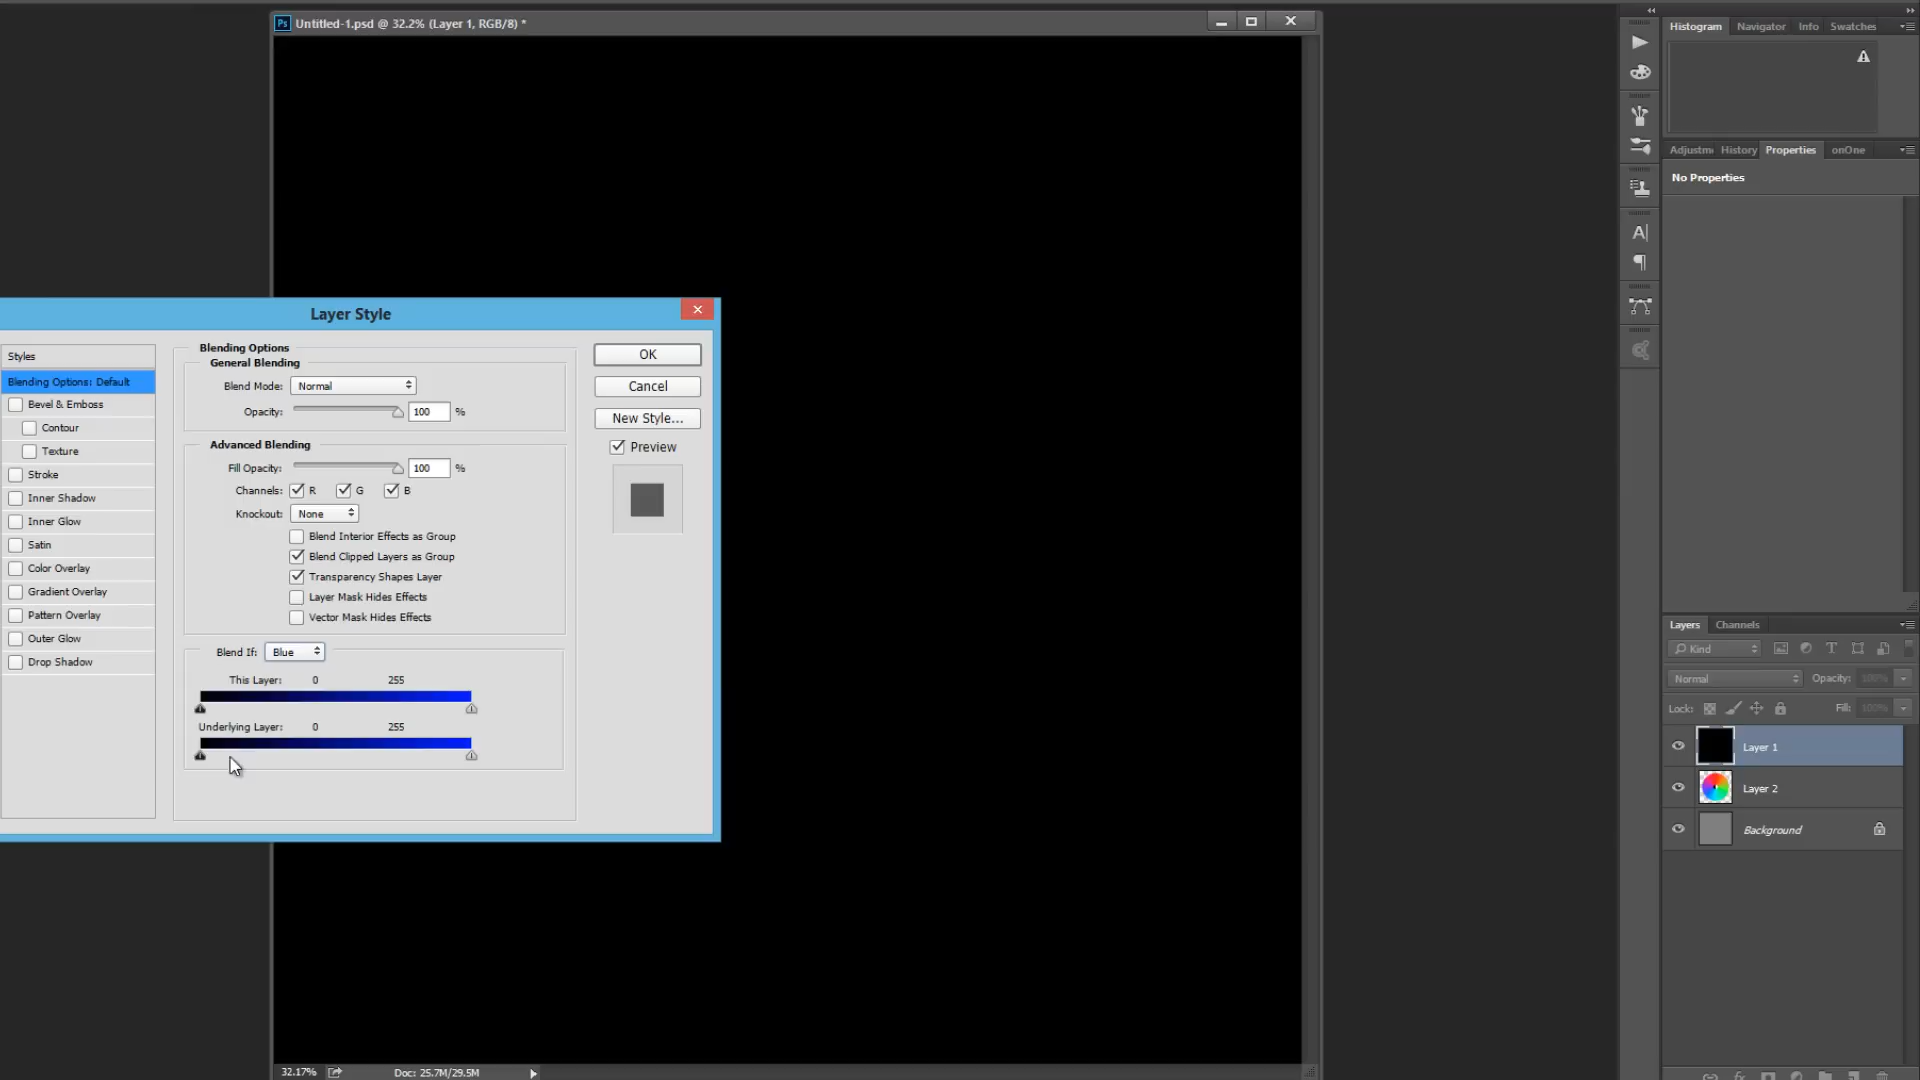 Ps Untitled-1.psd @ 32.2% (Layer 1, RGB/8) *
Histogram Navigator Info Swatches
Adjustm History Properties onOne
No Properties
Layer Style
Styles
Blending Options: Default
Bevel & Emboss
Contour
Texture
Stroke
Inner Shadow
Inner Glow
Satin
Color Overlay
Gradient Overlay
Pattern Overlay
Outer Glow
Drop Shadow
Blending Options
General Blending
Blend Mode: Normal
Opacity: 100 %
Advanced Blending
Fill Opacity: 100 %
Channels: R G B
Knockout: None
Blend Interior Effects as Group
Blend Clipped Layers as Group
Transparency Shapes Layer
Layer Mask Hides Effects
Vector Mask Hides Effects
Blend If: Blue
This Layer: 0 255
Underlying Layer: 0 255
OK
Cancel
New Style...
Preview
Layers Channels
Kind
Normal Opacity: 100%
Lock: Fill: 100%
Layer 1
Layer 2
Background
32.17% Doc: 25.7M/29.5M